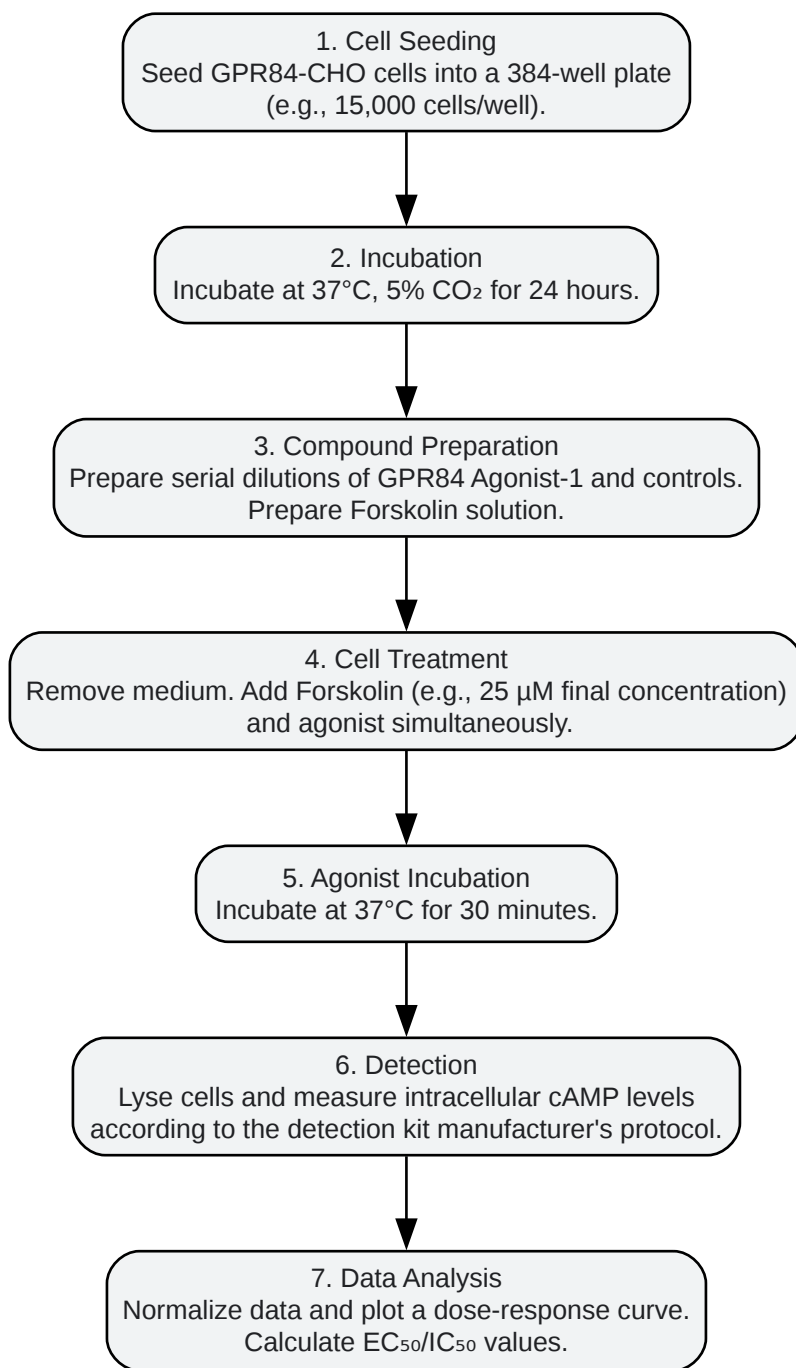 1. Cell Seeding
Seed GPR84-CHO cells into a 384-well plate
(e.g., 15,000 cells/well).
2. Incubation
Incubate at 37°C, 5% CO₂ for 24 hours.
3. Compound Preparation
Prepare serial dilutions of GPR84 Agonist-1 and controls.
Prepare Forskolin solution.
4. Cell Treatment
Remove medium. Add Forskolin (e.g., 25 µM final concentration)
and agonist simultaneously.
5. Agonist Incubation
Incubate at 37°C for 30 minutes.
6. Detection
Lyse cells and measure intracellular cAMP levels
according to the detection kit manufacturer's protocol.
7. Data Analysis
Normalize data and plot a dose-response curve.
Calculate EC₅₀/IC₅₀ values.